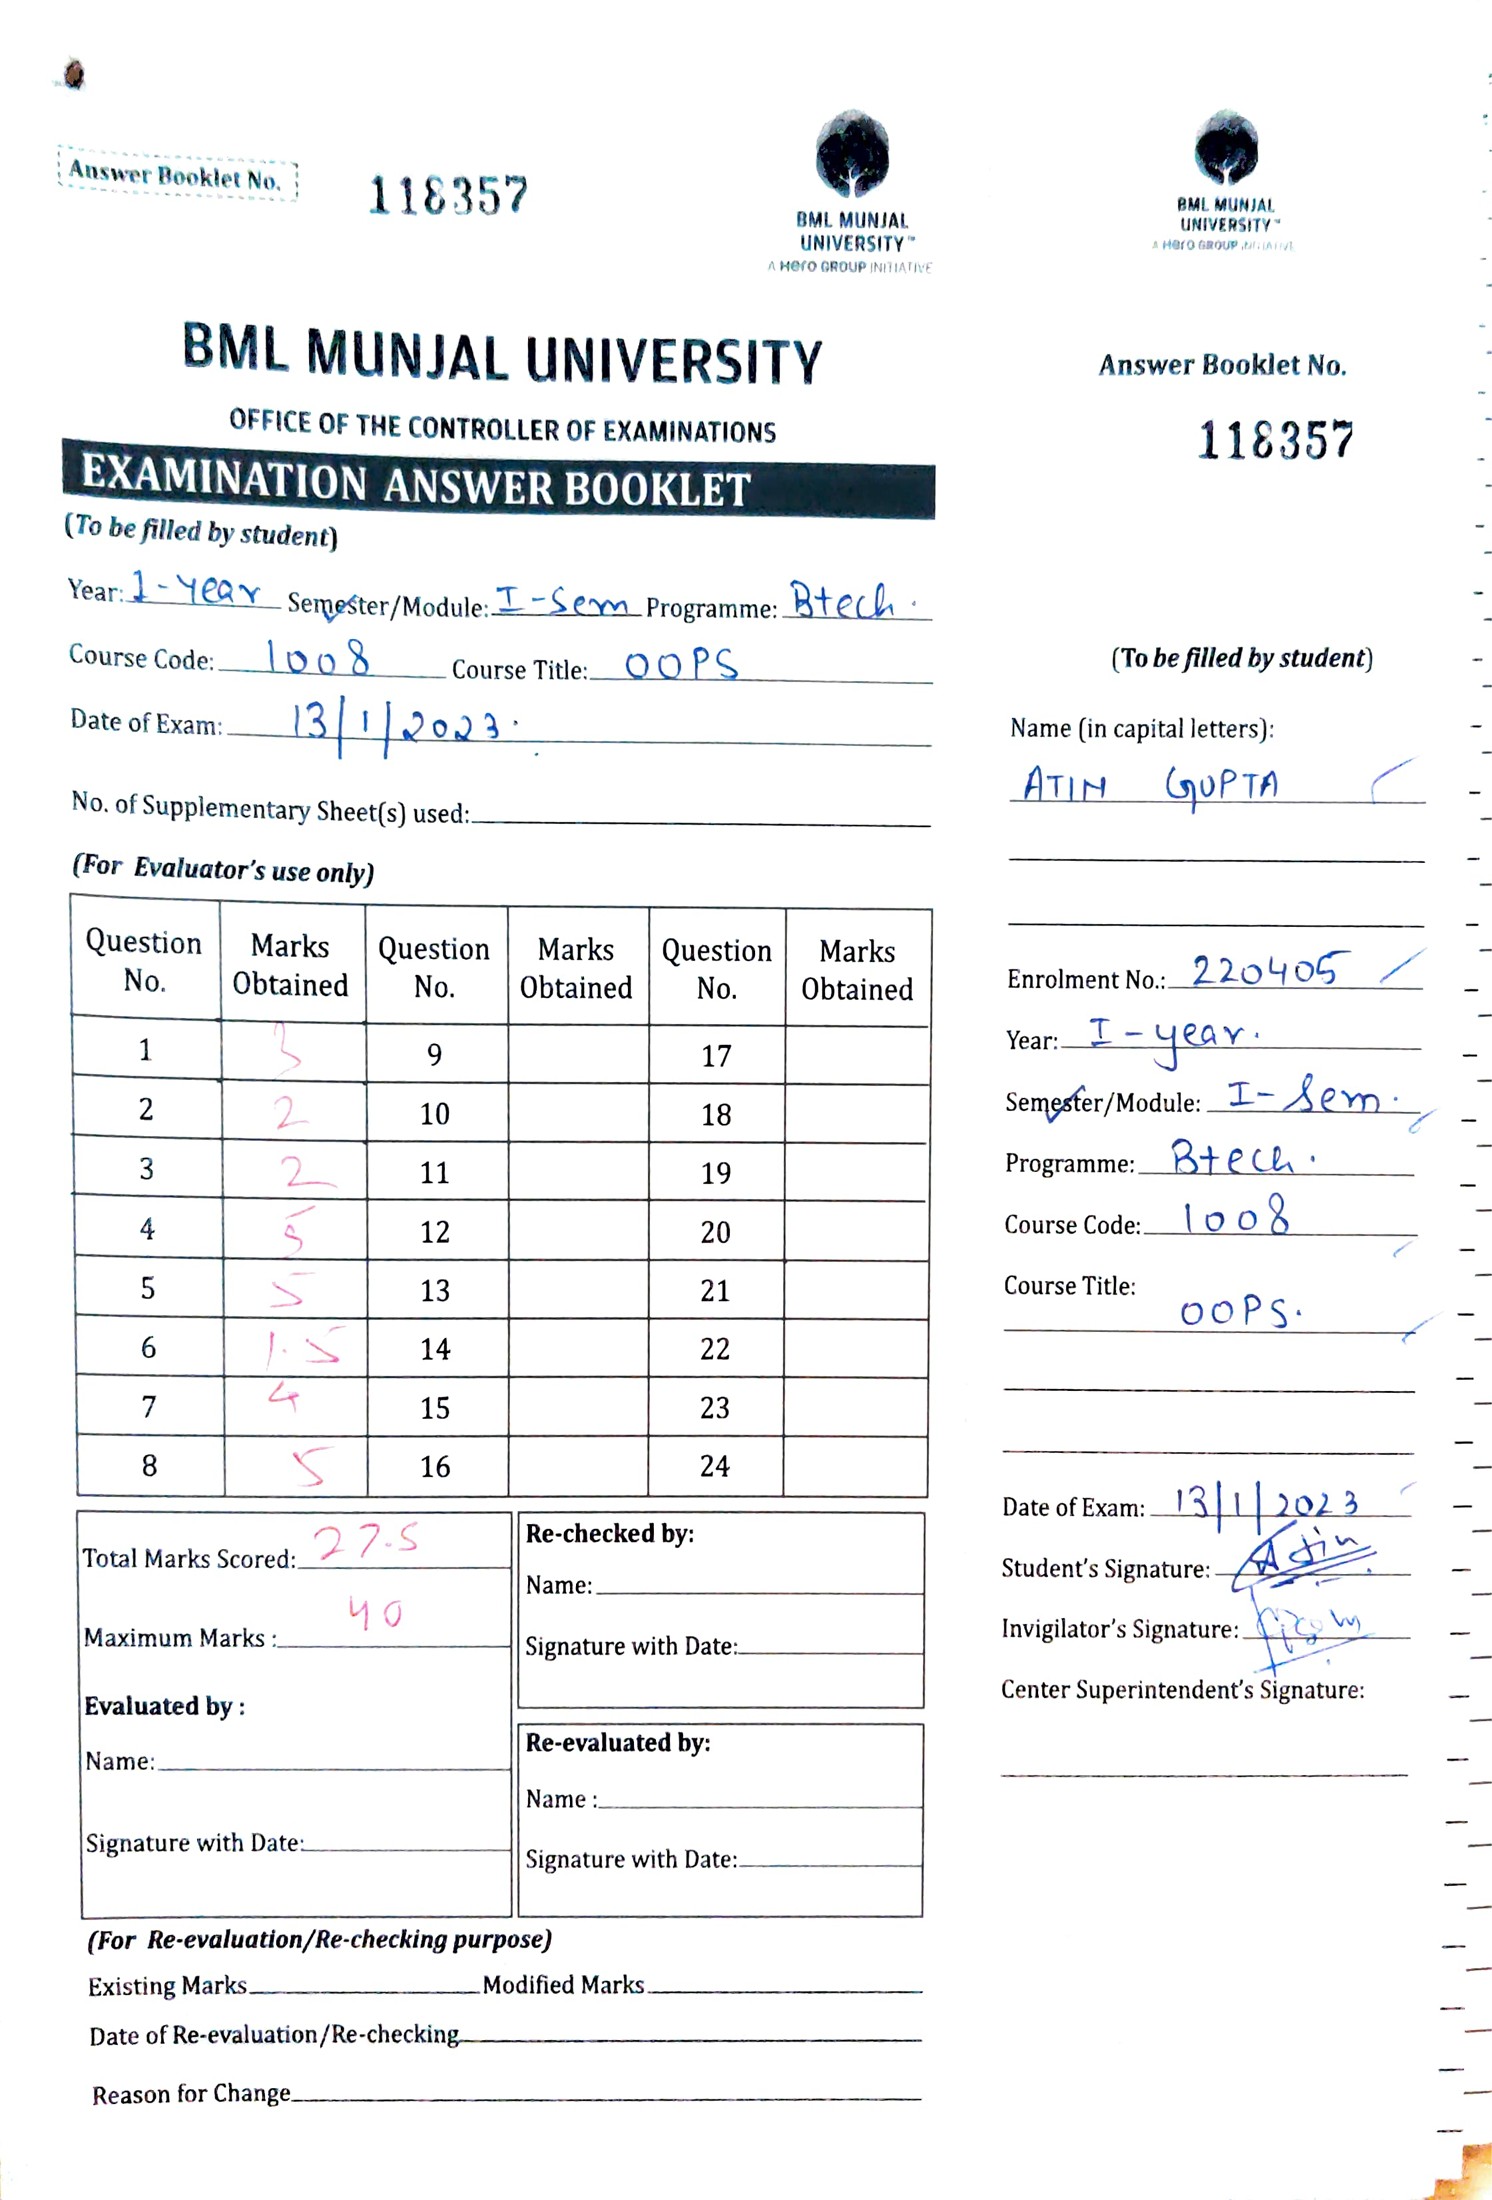 Answer Booklet No. 118357
BML MUNJAL
UNIVERSITY™
A Hero GROUP INITIATIVE
BML MUNJAL UNIVERSITY
OFFICE OF THE CONTROLLER OF EXAMINATIONS
EXAMINATION ANSWER BOOKLET
(To be filled by student)
Year: I-Year Semester/Module: I-Sem Programme: Btech.
Course Code: 1008 Course Title: OOPS
Date of Exam: 13/1/2023.
No. of Supplementary Sheet(s) used:
(For Evaluator's use only)
Question No. Marks Obtained Question No. Marks Obtained Question No. Marks Obtained
1 3 9 17
2 2 10 18
3 2 11 19
4 5 12 20
5 5 13 21
6 1.5 14 22
7 4 15 23
8 5 16 24
Total Marks Scored: 27.5
Maximum Marks : 40
Evaluated by :
Name:
Signature with Date:
Re-checked by:
Name:
Signature with Date:
Re-evaluated by:
Name :
Signature with Date:
(For Re-evaluation/Re-checking purpose)
Existing Marks Modified Marks
Date of Re-evaluation/Re-checking
Reason for Change
BML MUNJAL
UNIVERSITY™
A Hero GROUP INITIATIVE
Answer Booklet No.
118357
(To be filled by student)
Name (in capital letters):
ATIN GUPTA
Enrolment No.: 220405
Year: I-year.
Semester/Module: I-Sem.
Programme: Btech.
Course Code: 1008
Course Title:
OOPS.
Date of Exam: 13/1/2023
Student's Signature: Atin
Invigilator's Signature:
Center Superintendent's Signature: